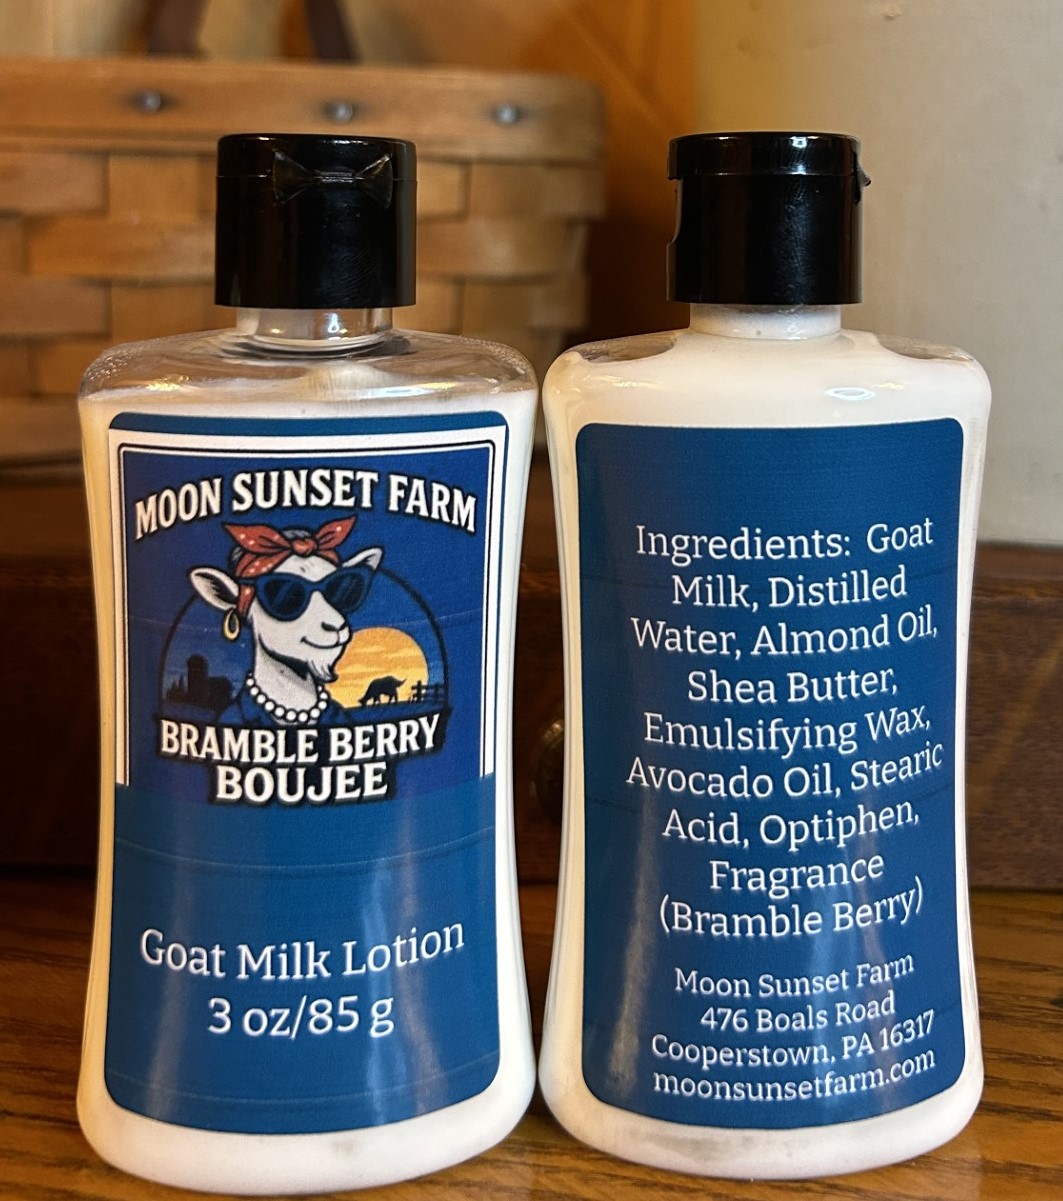 MOON SUNSET FARM
BRAMBLE BERRY
BOUJEE
Goat Milk Lotion
3 oz/85 g
Ingredients: Goat
Milk, Distilled
Water, Almond Oil,
Shea Butter,
Emulsifying Wax,
Avocado Oil, Stearic
Acid, Optiphen,
Fragrance
(Bramble Berry)
Moon Sunset Farm
476 Boals Road
Cooperstown, PA 16317
moonsunsetfarm.com